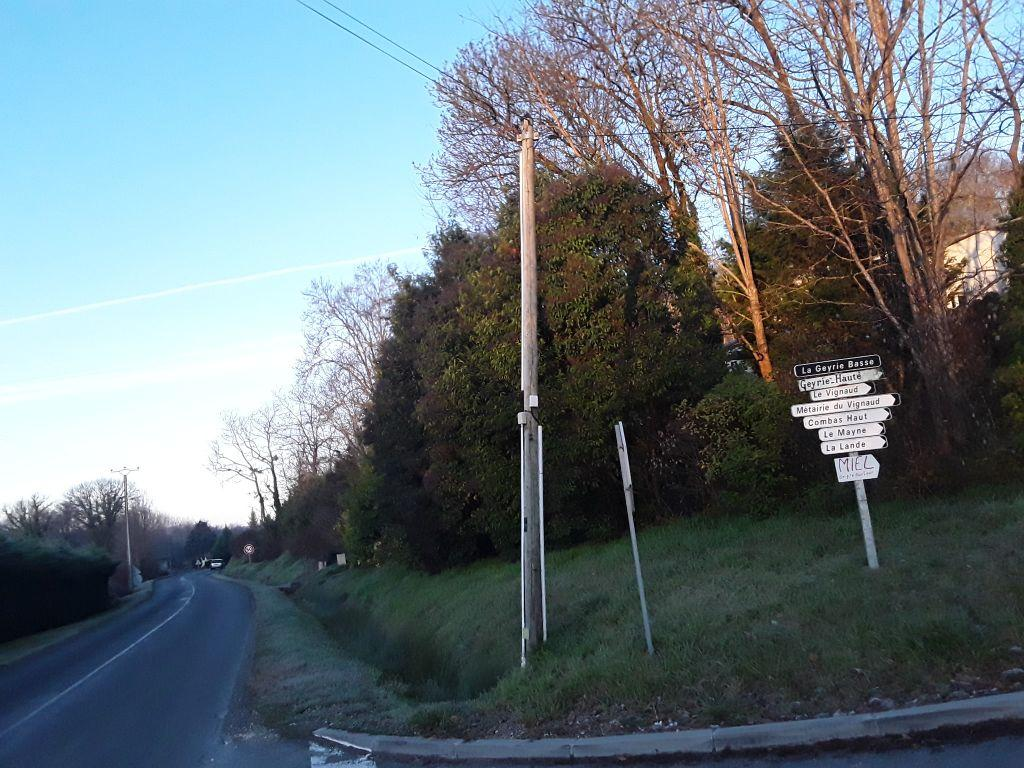 La Geyrie Basse
Geyrie-Haute
Le Vignaud
Métairie du Vignaud
Combas Haut
Le Mayne
La Lande
MIEL